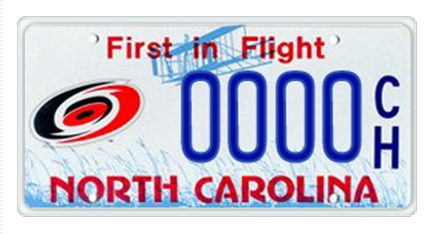 First in Flight
0000 CH
NORTH CAROLINA